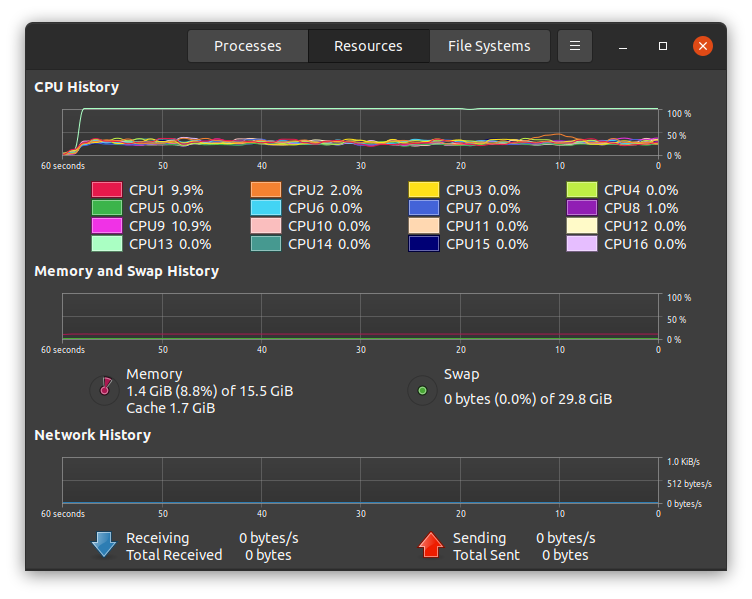 Processes Resources File Systems
CPU History
100 %
50 %
0 %
60 seconds 50 40 30 20 10 0
CPU1 9.9% CPU2 2.0% CPU3 0.0% CPU4 0.0%
CPU5 0.0% CPU6 0.0% CPU7 0.0% CPU8 1.0%
CPU9 10.9% CPU10 0.0% CPU11 0.0% CPU12 0.0%
CPU13 0.0% CPU14 0.0% CPU15 0.0% CPU16 0.0%
Memory and Swap History
100 %
50 %
0 %
60 seconds 50 40 30 20 10 0
Memory
1.4 GiB (8.8%) of 15.5 GiB
Cache 1.7 GiB
Swap
0 bytes (0.0%) of 29.8 GiB
Network History
1.0 KiB/s
512 bytes/s
0 bytes/s
60 seconds 50 40 30 20 10 0
Receiving 0 bytes/s Sending 0 bytes/s
Total Received 0 bytes Total Sent 0 bytes